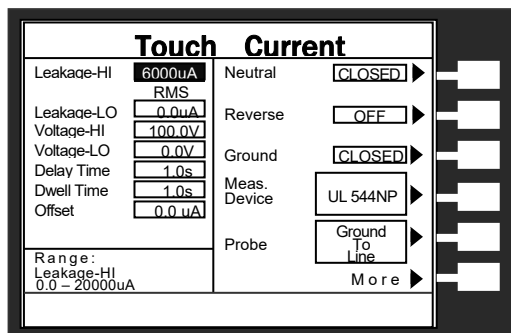 Touch Current
Leakage-HI 6000uA
RMS
Leakage-LO 0.0uA
Voltage-HI 100.0V
Voltage-LO 0.0V
Delay Time 1.0s
Dwell Time 1.0s
Offset 0.0 uA
Range:
Leakage-HI
0.0 – 20000uA
Neutral CLOSED
Reverse OFF
Ground CLOSED
Meas.
Device UL 544NP
Probe Ground
To
Line
More